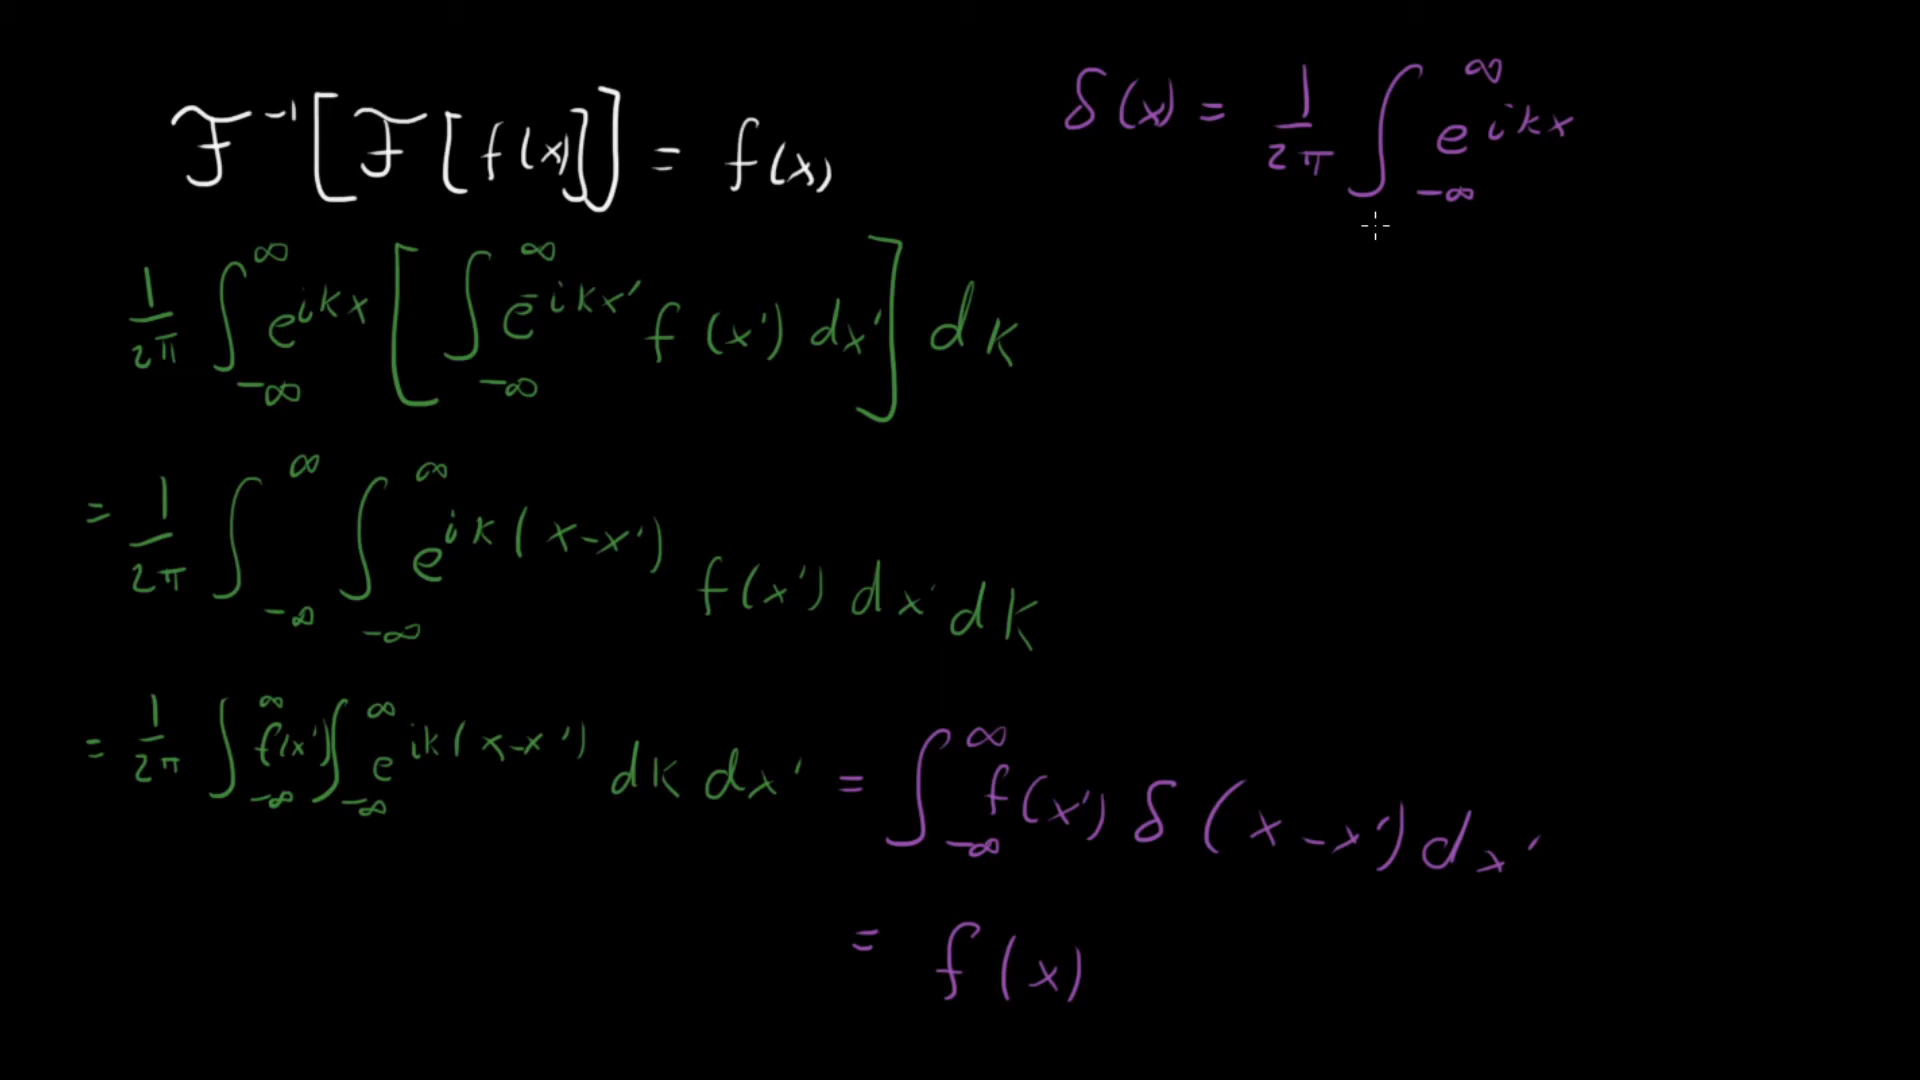 ℱ⁻¹[ℱ[f(x)]] = f(x)
δ(x) = 1/2π ∫_{-∞}^{∞} e^{ikx}
1/2π ∫_{-∞}^{∞} e^{ikx} [∫_{-∞}^{∞} e^{-ikx'} f(x') dx'] dk
= 1/2π ∫_{-∞}^{∞} ∫_{-∞}^{∞} e^{ik(x-x')} f(x') dx' dk
= 1/2π ∫_{-∞}^{∞} f(x') ∫_{-∞}^{∞} e^{ik(x-x')} dk dx' = ∫_{-∞}^{∞} f(x') δ(x-x') dx'
= f(x)